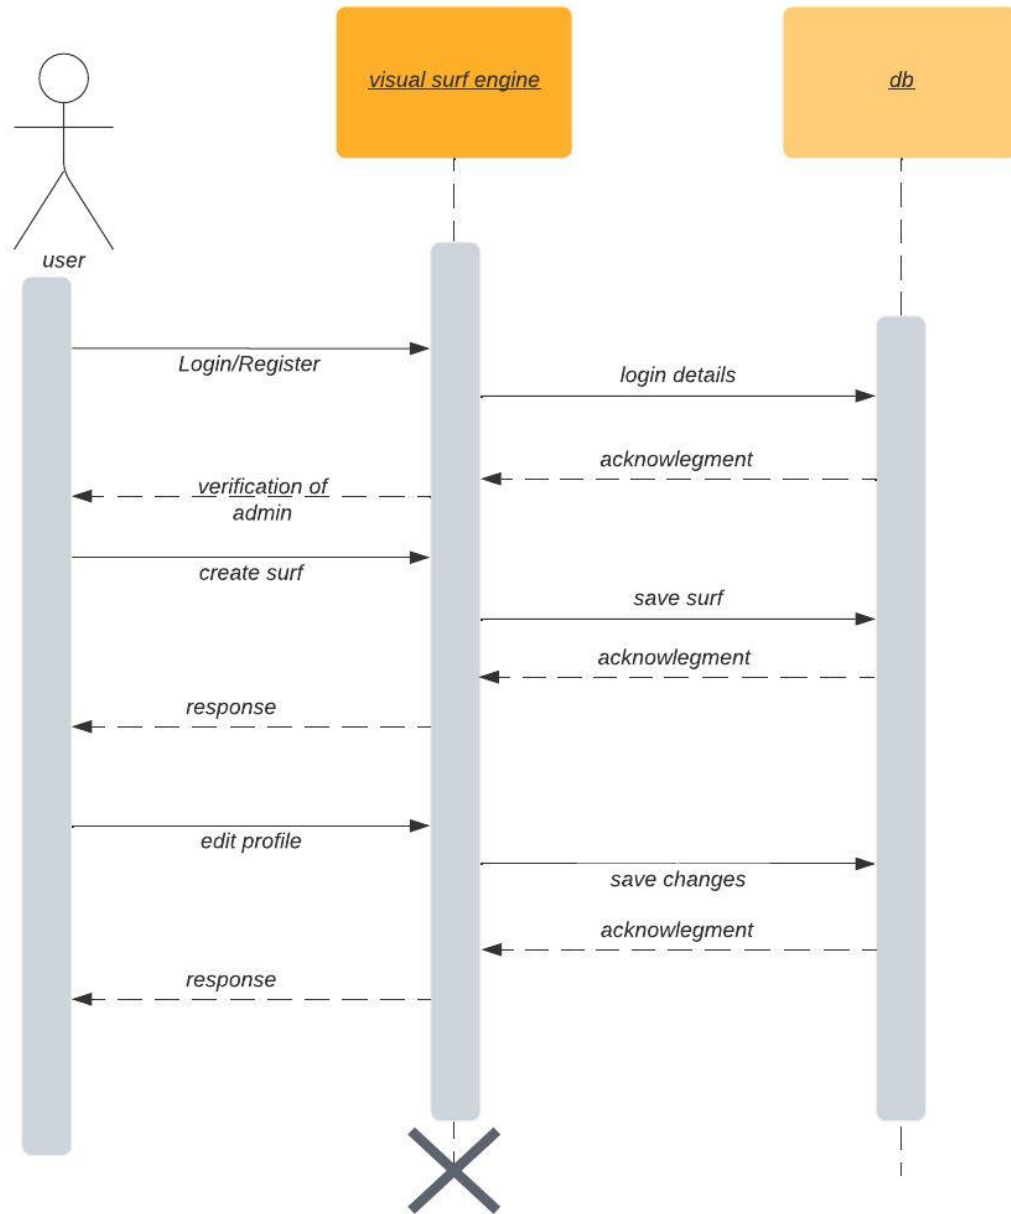 visual surf engine
db
user
Login/Register
login details
acknowlegment
verification of
admin
create surf
save surf
acknowlegment
response
edit profile
save changes
acknowlegment
response